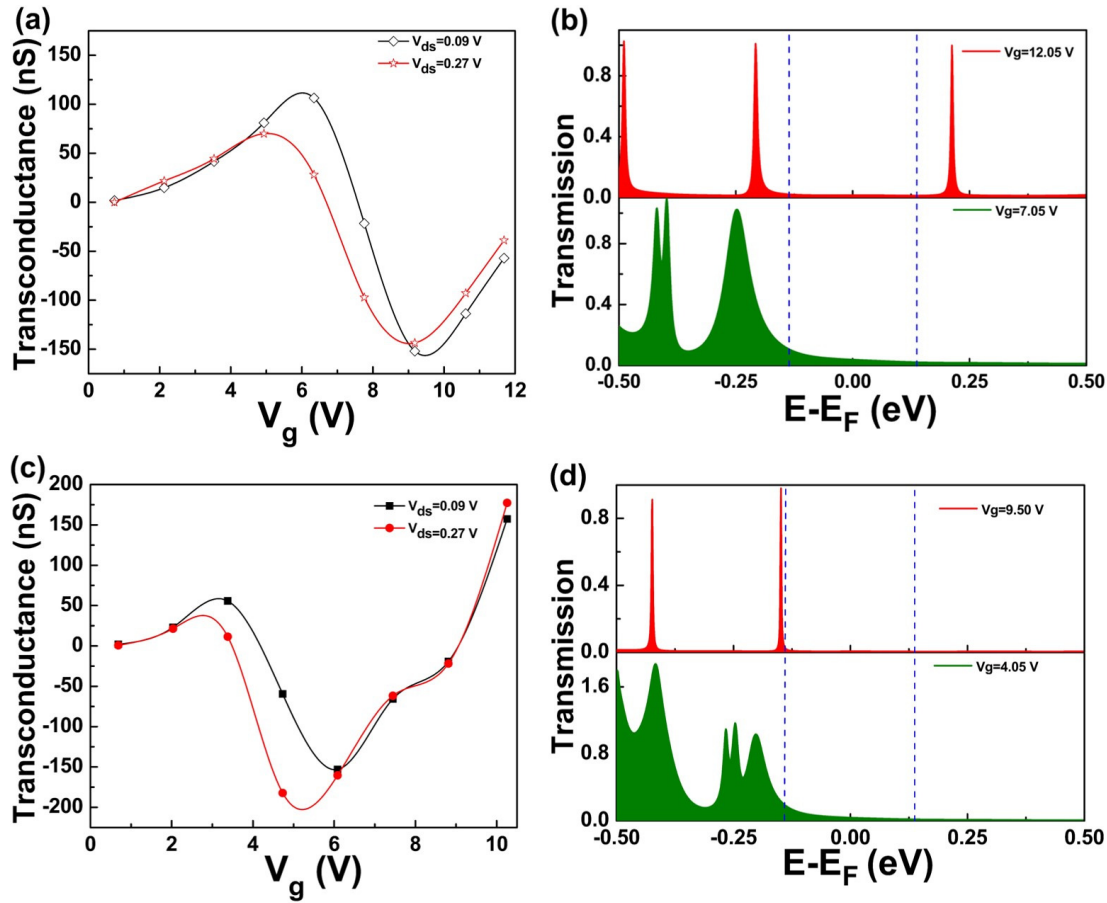 (a)
Transconductance (nS)
150
100
50
0
-50
-100
-150
V_ds=0.09 V
V_ds=0.27 V
0 2 4 6 8 10 12
V_g (V)
(b)
Transmission
0.8
0.4
0.0
0.8
0.4
0.0
Vg=12.05 V
Vg=7.05 V
-0.50 -0.25 0.00 0.25 0.50
E-E_F (eV)
(c)
Transconductance (nS)
200
150
100
50
0
-50
-100
-150
-200
V_ds=0.09 V
V_ds=0.27 V
0 2 4 6 8 10
V_g (V)
(d)
Transmission
0.8
0.4
0.0
1.6
0.8
0.0
Vg=9.50 V
Vg=4.05 V
-0.50 -0.25 0.00 0.25 0.50
E-E_F (eV)